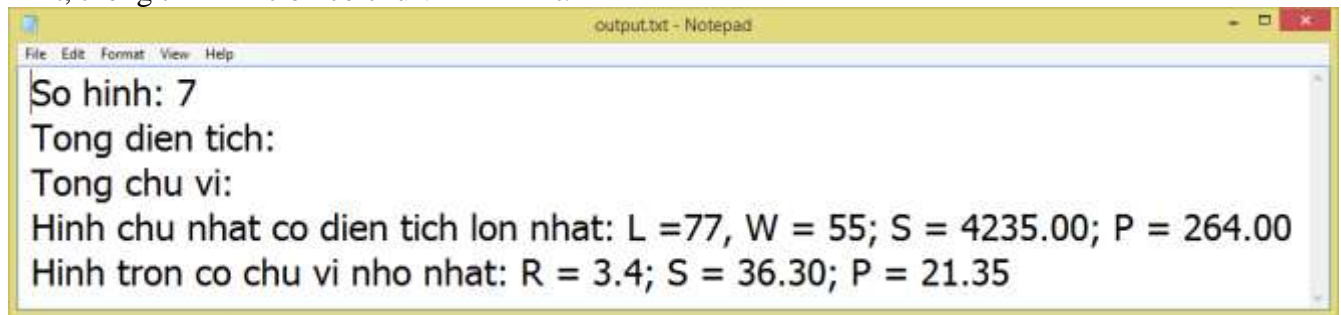 output.txt - Notepad
File Edit Format View Help
So hinh: 7
Tong dien tich:
Tong chu vi:
Hinh chu nhat co dien tich lon nhat: L =77, W = 55; S = 4235.00; P = 264.00
Hinh tron co chu vi nho nhat: R = 3.4; S = 36.30; P = 21.35